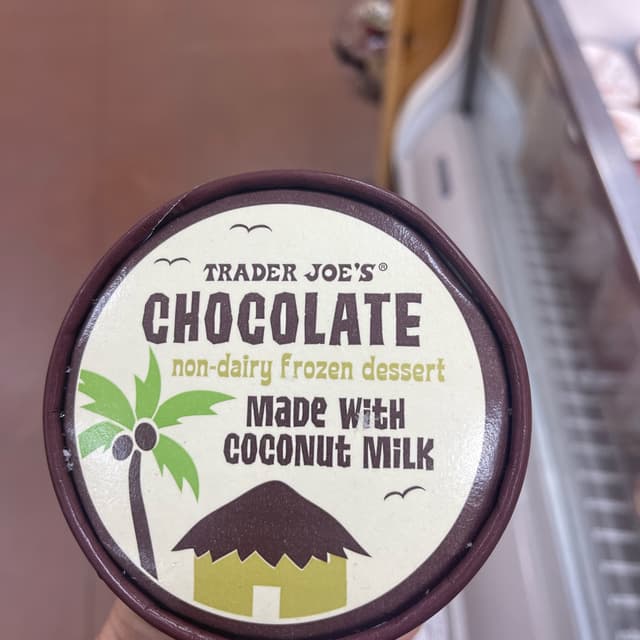 TRADER JOE'S®
CHOCOLATE
non-dairy frozen dessert
Made With
COCONUT MiLK